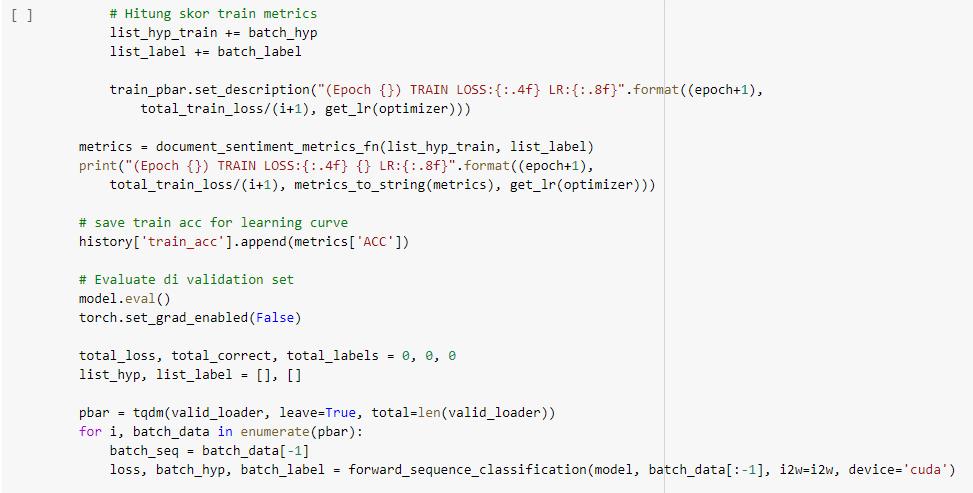 [ ]
# Hitung skor train metrics
list_hyp_train += batch_hyp
list_label += batch_label
train_pbar.set_description("(Epoch {}) TRAIN LOSS:{:.4f} LR:{:.8f}".format((epoch+1),
total_train_loss/(i+1), get_lr(optimizer)))
metrics = document_sentiment_metrics_fn(list_hyp_train, list_label)
print("(Epoch {}) TRAIN LOSS:{:.4f} {} LR:{:.8f}".format((epoch+1),
total_train_loss/(i+1), metrics_to_string(metrics), get_lr(optimizer)))
# save train acc for learning curve
history['train_acc'].append(metrics['ACC'])
# Evaluate di validation set
model.eval()
torch.set_grad_enabled(False)
total_loss, total_correct, total_labels = 0, 0, 0
list_hyp, list_label = [], []
pbar = tqdm(valid_loader, leave=True, total=len(valid_loader))
for i, batch_data in enumerate(pbar):
batch_seq = batch_data[-1]
loss, batch_hyp, batch_label = forward_sequence_classification(model, batch_data[:-1], i2w=i2w, device='cuda')